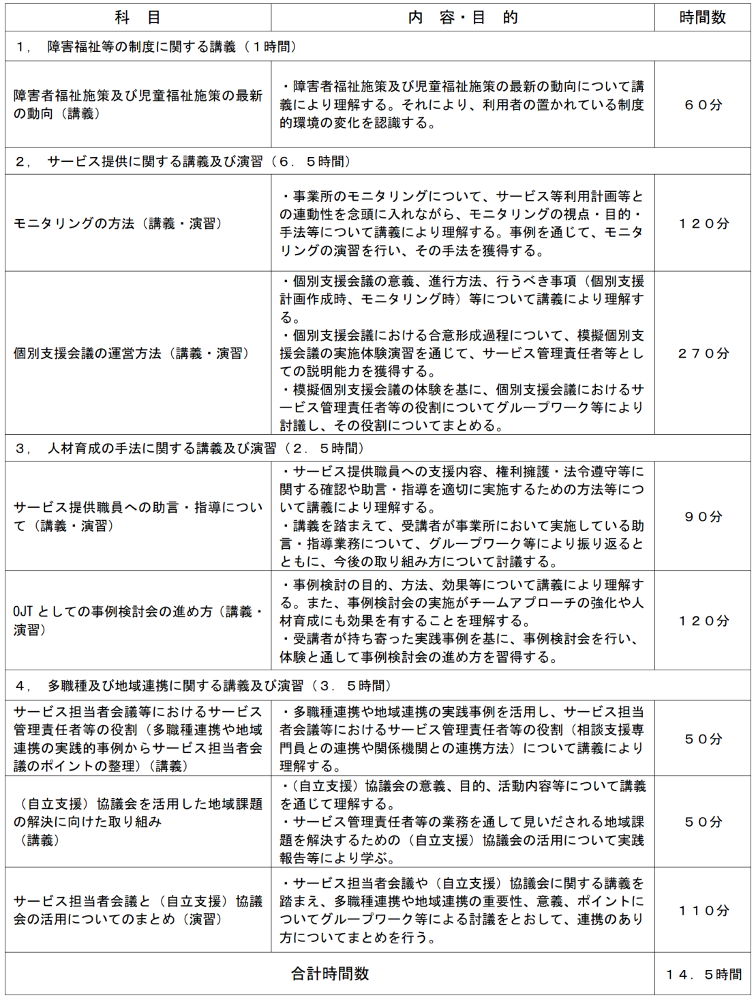 科　目
内　容・目　的
時間数
１，　障害福祉等の制度に関する講義（１時間）
障害者福祉施策及び児童福祉施策の最新
の動向（講義）
・障害者福祉施策及び児童福祉施策の最新の動向について講
義により理解する。それにより、利用者の置かれている制度
的環境の変化を認識する。
６０分
２，　サービス提供に関する講義及び演習（６．５時間）
モニタリングの方法（講義・演習）
・事業所のモニタリングについて、サービス等利用計画等と
の連動性を念頭に入れながら、モニタリングの視点・目的・
手法等について講義により理解する。事例を通じて、モニタ
リングの演習を行い、その手法を獲得する。
１２０分
個別支援会議の運営方法（講義・演習）
・個別支援会議の意義、進行方法、行うべき事項（個別支援
計画作成時、モニタリング時）等について講義により理解す
る。
・個別支援会議における合意形成過程について、模擬個別支
援会議の実施体験演習を通じて、サービス管理責任者等とし
ての説明能力を獲得する。
・模擬個別支援会議の体験を基に、個別支援会議におけるサ
ービス管理責任者等の役割についてグループワーク等により
討議し、その役割についてまとめる。
２７０分
３，　人材育成の手法に関する講義及び演習（２．５時間）
サービス提供職員への助言・指導につい
て（講義・演習）
・サービス提供職員への支援内容、権利擁護・法令遵守等に
関する確認や助言・指導を適切に実施するための方法等につ
いて講義により理解する。
・講義を踏まえて、受講者が事業所において実施している助
言・指導業務について、グループワーク等により振り返ると
ともに、今後の取り組み方について討議する。
９０分
OJT としての事例検討会の進め方（講義・
演習）
・事例検討の目的、方法、効果等について講義により理解す
る。また、事例検討会の実施がチームアプローチの強化や人
材育成にも効果を有することを理解する。
・受講者が持ち寄った実践事例を基に、事例検討会を行い、
体験と通して事例検討会の進め方を習得する。
１２０分
４，　多職種及び地域連携に関する講義及び演習（３．５時間）
サービス担当者会議等におけるサービス
管理責任者等の役割（多職種連携や地域
連携の実践的事例からサービス担当者会
議のポイントの整理）（講義）
・多職種連携や地域連携の実践事例を活用し、サービス担当
者会議等におけるサービス管理責任者等の役割（相談支援専
門員との連携や関係機関との連携方法）について講義により
理解する。
５０分
（自立支援）協議会を活用した地域課題
の解決に向けた取り組み
（講義）
・（自立支援）協議会の意義、目的、活動内容等について講義
を通じて理解する。
・サービス管理責任者等の業務を通して見いだされる地域課
題を解決するための（自立支援）協議会の活用について実践
報告等により学ぶ。
５０分
サービス担当者会議と（自立支援）協議
会の活用についてのまとめ（演習）
・サービス担当者会議や（自立支援）協議会に関する講義を
踏まえ、多職種連携や地域連携の重要性、意義、ポイントに
ついてグループワーク等による討議をとおして、連携のあり
方についてまとめを行う。
１１０分
合計時間数
１４．５時間